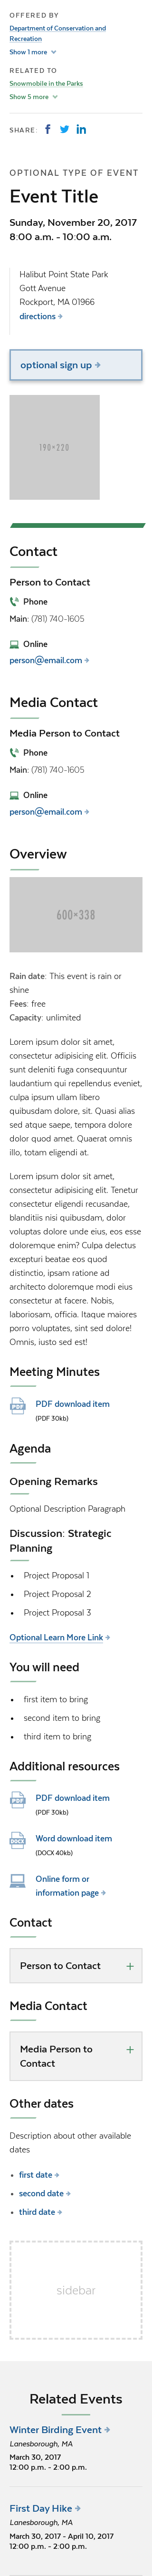 OFFERED BY
Department of Conservation and
Recreation
Show 1 more
RELATED TO
Snowmobile in the Parks
Show 5 more
SHARE:
OPTIONAL TYPE OF EVENT
Event Title
Sunday, November 20, 2017
8:00 a.m. - 10:00 a.m.
Halibut Point State Park
Gott Avenue
Rockport, MA 01966
directions
optional sign up
190×220
Contact
Person to Contact
Phone
Main: (781) 740-1605
Online
person@email.com
Media Contact
Media Person to Contact
Phone
Main: (781) 740-1605
Online
person@email.com
Overview
600×338
Rain date: This event is rain or
shine
Fees: free
Capacity: unlimited
Lorem ipsum dolor sit amet,
consectetur adipisicing elit. Officiis
sunt deleniti fuga consequuntur
laudantium qui repellendus eveniet,
culpa ipsum ullam libero
quibusdam dolore, sit. Quasi alias
sed atque saepe, tempora dolore
dolor quod amet. Quaerat omnis
illo, totam eligendi at.
Lorem ipsum dolor sit amet,
consectetur adipisicing elit. Tenetur
consectetur eligendi recusandae,
blanditiis nisi quibusdam, dolor
voluptas dolore unde eius, eos esse
doloremque enim? Culpa delectus
excepturi beatae eos quod
distinctio, ipsam ratione ad
architecto doloremque modi eius
consectetur at facere. Nobis,
laboriosam, officia. Itaque maiores
porro voluptates, sint sed dolore!
Omnis, iusto sed est!
Meeting Minutes
PDF download item
(PDF 30kb)
Agenda
Opening Remarks
Optional Description Paragraph
Discussion: Strategic
Planning
• Project Proposal 1
• Project Proposal 2
• Project Proposal 3
Optional Learn More Link
You will need
• first item to bring
• second item to bring
• third item to bring
Additional resources
PDF download item
(PDF 30kb)
Word download item
(DOCX 40kb)
Online form or
information page
Contact
Person to Contact
Media Contact
Media Person to
Contact
Other dates
Description about other available
dates
• first date
• second date
• third date
sidebar
Related Events
Winter Birding Event
Lanesborough, MA
March 30, 2017
12:00 p.m. - 2:00 p.m.
First Day Hike
Lanesborough, MA
March 30, 2017 - April 10, 2017
12:00 p.m. - 2:00 p.m.